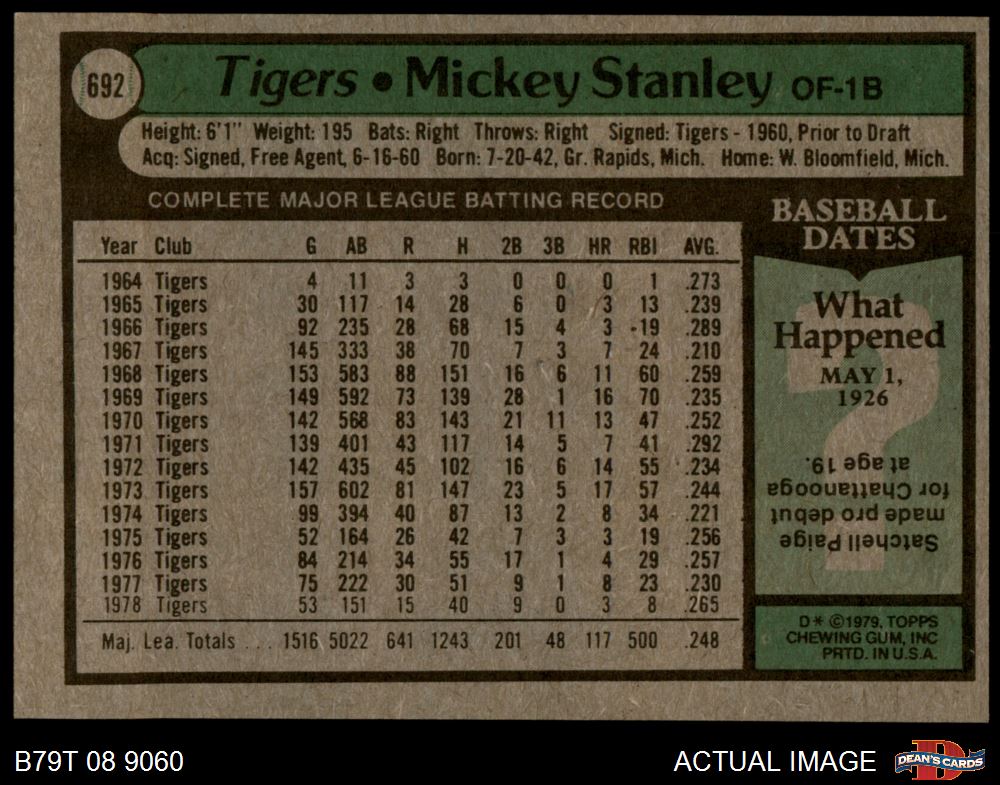 692
Tigers • Mickey Stanley OF-1B
Height: 6'1" Weight: 195 Bats: Right Throws: Right Signed: Tigers - 1960, Prior to Draft
Acq: Signed, Free Agent, 6-16-60 Born: 7-20-42, Gr. Rapids, Mich. Home: W. Bloomfield, Mich.
COMPLETE MAJOR LEAGUE BATTING RECORD
Year Club G AB R H 2B 3B HR RBI AVG.
1964 Tigers 4 11 3 3 0 0 0 1 .273
1965 Tigers 30 117 14 28 6 0 3 13 .239
1966 Tigers 92 235 28 68 15 4 3 -19 .289
1967 Tigers 145 333 38 70 7 3 7 24 .210
1968 Tigers 153 583 88 151 16 6 11 60 .259
1969 Tigers 149 592 73 139 28 1 16 70 .235
1970 Tigers 142 568 83 143 21 11 13 47 .252
1971 Tigers 139 401 43 117 14 5 7 41 .292
1972 Tigers 142 435 45 102 16 6 14 55 .234
1973 Tigers 157 602 81 147 23 5 17 57 .244
1974 Tigers 99 394 40 87 13 2 8 34 .221
1975 Tigers 52 164 26 42 7 3 3 19 .256
1976 Tigers 84 214 34 55 17 1 4 29 .257
1977 Tigers 75 222 30 51 9 1 8 23 .230
1978 Tigers 53 151 15 40 9 0 3 8 .265
Maj. Lea. Totals . . . 1516 5022 641 1243 201 48 117 500 .248
BASEBALL
DATES
What
Happened
MAY 1,
1926
Satchell Paige
made pro debut
for Chattanooga
at age 19.
D* ©1979, TOPPS
CHEWING GUM, INC
PRTD. IN U.S.A.
B79T 08 9060
ACTUAL IMAGE
DEAN'S CARDS